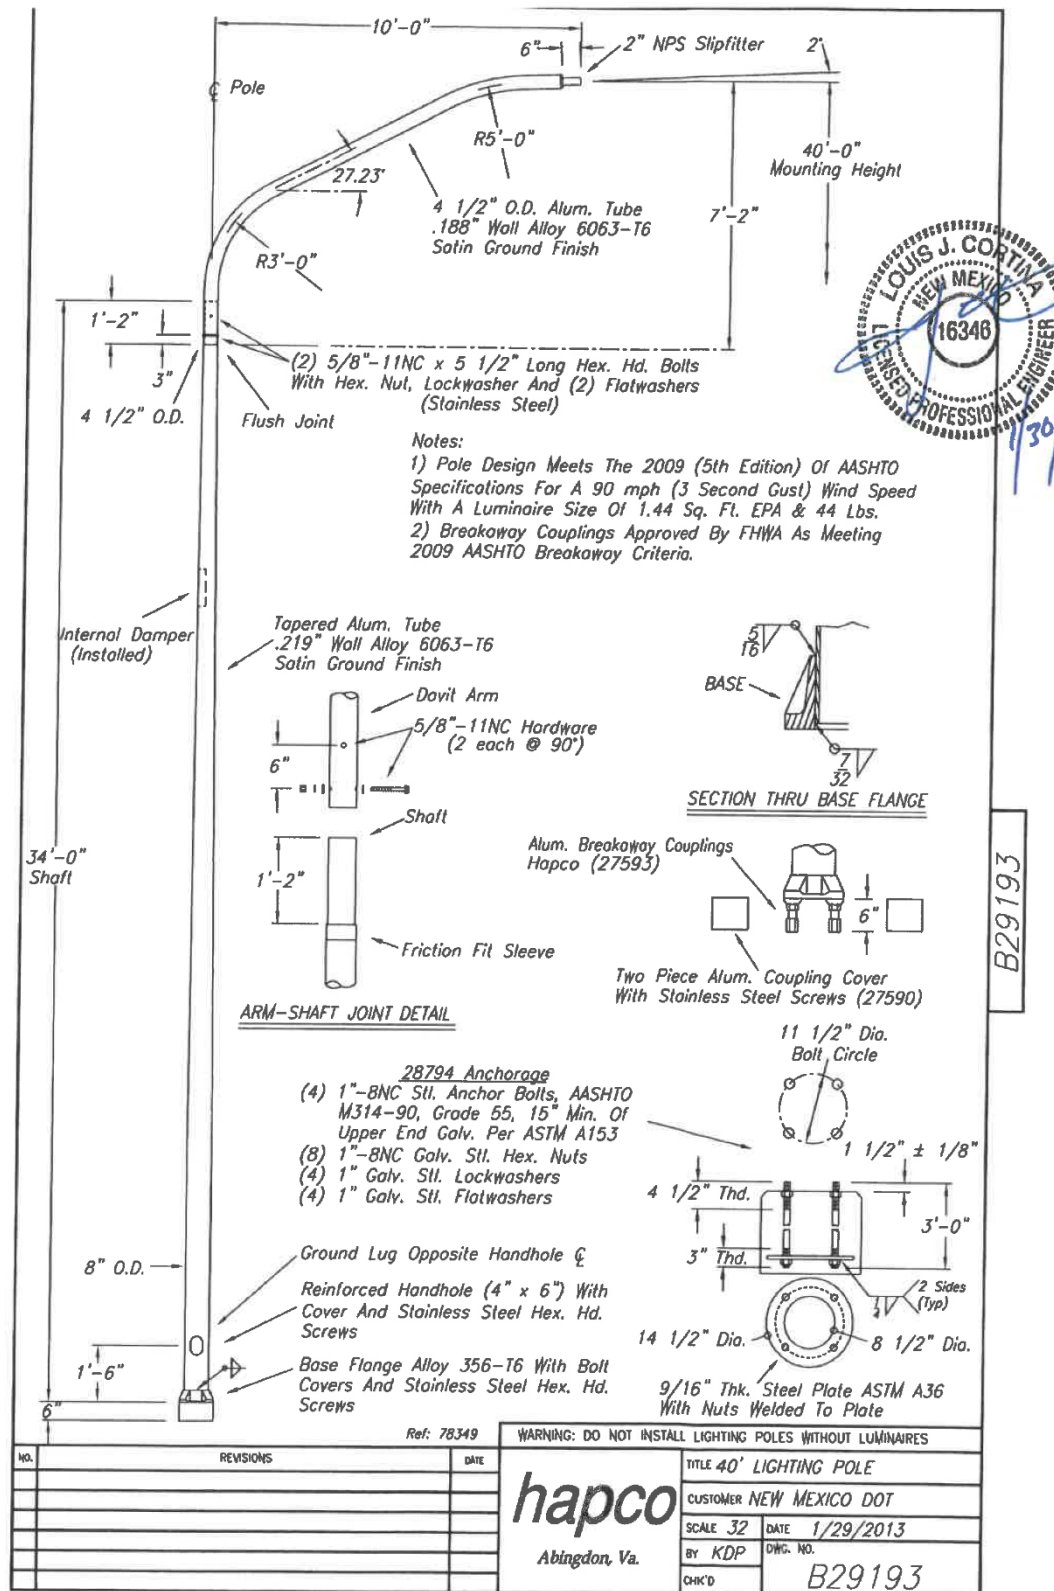 10'-0"
6"
2" NPS Slipfitter
2°
℄ Pole
R5'-0"
40'-0"
Mounting Height
27.23°
4 1/2" O.D. Alum. Tube
.188" Wall Alloy 6063-T6
Satin Ground Finish
7'-2"
R3'-0"
LOUIS J. CORTINA
NEW MEXICO
16346
LICENSED PROFESSIONAL ENGINEER
1/30/
1'-2"
3"
(2) 5/8"-11NC x 5 1/2" Long Hex. Hd. Bolts
With Hex. Nut, Lockwasher And (2) Flatwashers
(Stainless Steel)
4 1/2" O.D.
Flush Joint
Notes:
1) Pole Design Meets The 2009 (5th Edition) Of AASHTO
Specifications For A 90 mph (3 Second Gust) Wind Speed
With A Luminaire Size Of 1.44 Sq. Ft. EPA & 44 Lbs.
2) Breakaway Couplings Approved By FHWA As Meeting
2009 AASHTO Breakaway Criteria.
Internal Damper
(Installed)
Tapered Alum. Tube
.219" Wall Alloy 6063-T6
Satin Ground Finish
Davit Arm
5/8"-11NC Hardware
(2 each @ 90°)
6"
Shaft
1'-2"
Friction Fit Sleeve
ARM-SHAFT JOINT DETAIL
5/16
BASE
7/32
SECTION THRU BASE FLANGE
34'-0"
Shaft
Alum. Breakaway Couplings
Hapco (27593)
6"
Two Piece Alum. Coupling Cover
With Stainless Steel Screws (27590)
B29193
11 1/2" Dia.
Bolt Circle
28794 Anchorage
(4) 1"-8NC Stl. Anchor Bolts, AASHTO
M314-90, Grade 55, 15" Min. Of
Upper End Galv. Per ASTM A153
(8) 1"-8NC Galv. Stl. Hex. Nuts
(4) 1" Galv. Stl. Lockwashers
(4) 1" Galv. Stl. Flatwashers
1 1/2" ± 1/8"
4 1/2" Thd.
3'-0"
3" Thd.
1/4
2 Sides
(Typ)
14 1/2" Dia.
8 1/2" Dia.
9/16" Thk. Steel Plate ASTM A36
With Nuts Welded To Plate
8" O.D.
Ground Lug Opposite Handhole ℄
Reinforced Handhole (4" x 6") With
Cover And Stainless Steel Hex. Hd.
Screws
1'-6"
Base Flange Alloy 356-T6 With Bolt
Covers And Stainless Steel Hex. Hd.
Screws
6"
Ref: 78349
WARNING: DO NOT INSTALL LIGHTING POLES WITHOUT LUMINAIRES
NO. REVISIONS DATE
hapco
Abingdon, Va.
TITLE 40' LIGHTING POLE
CUSTOMER NEW MEXICO DOT
SCALE 32 DATE 1/29/2013
BY KDP DWG. NO.
CHK'D B29193